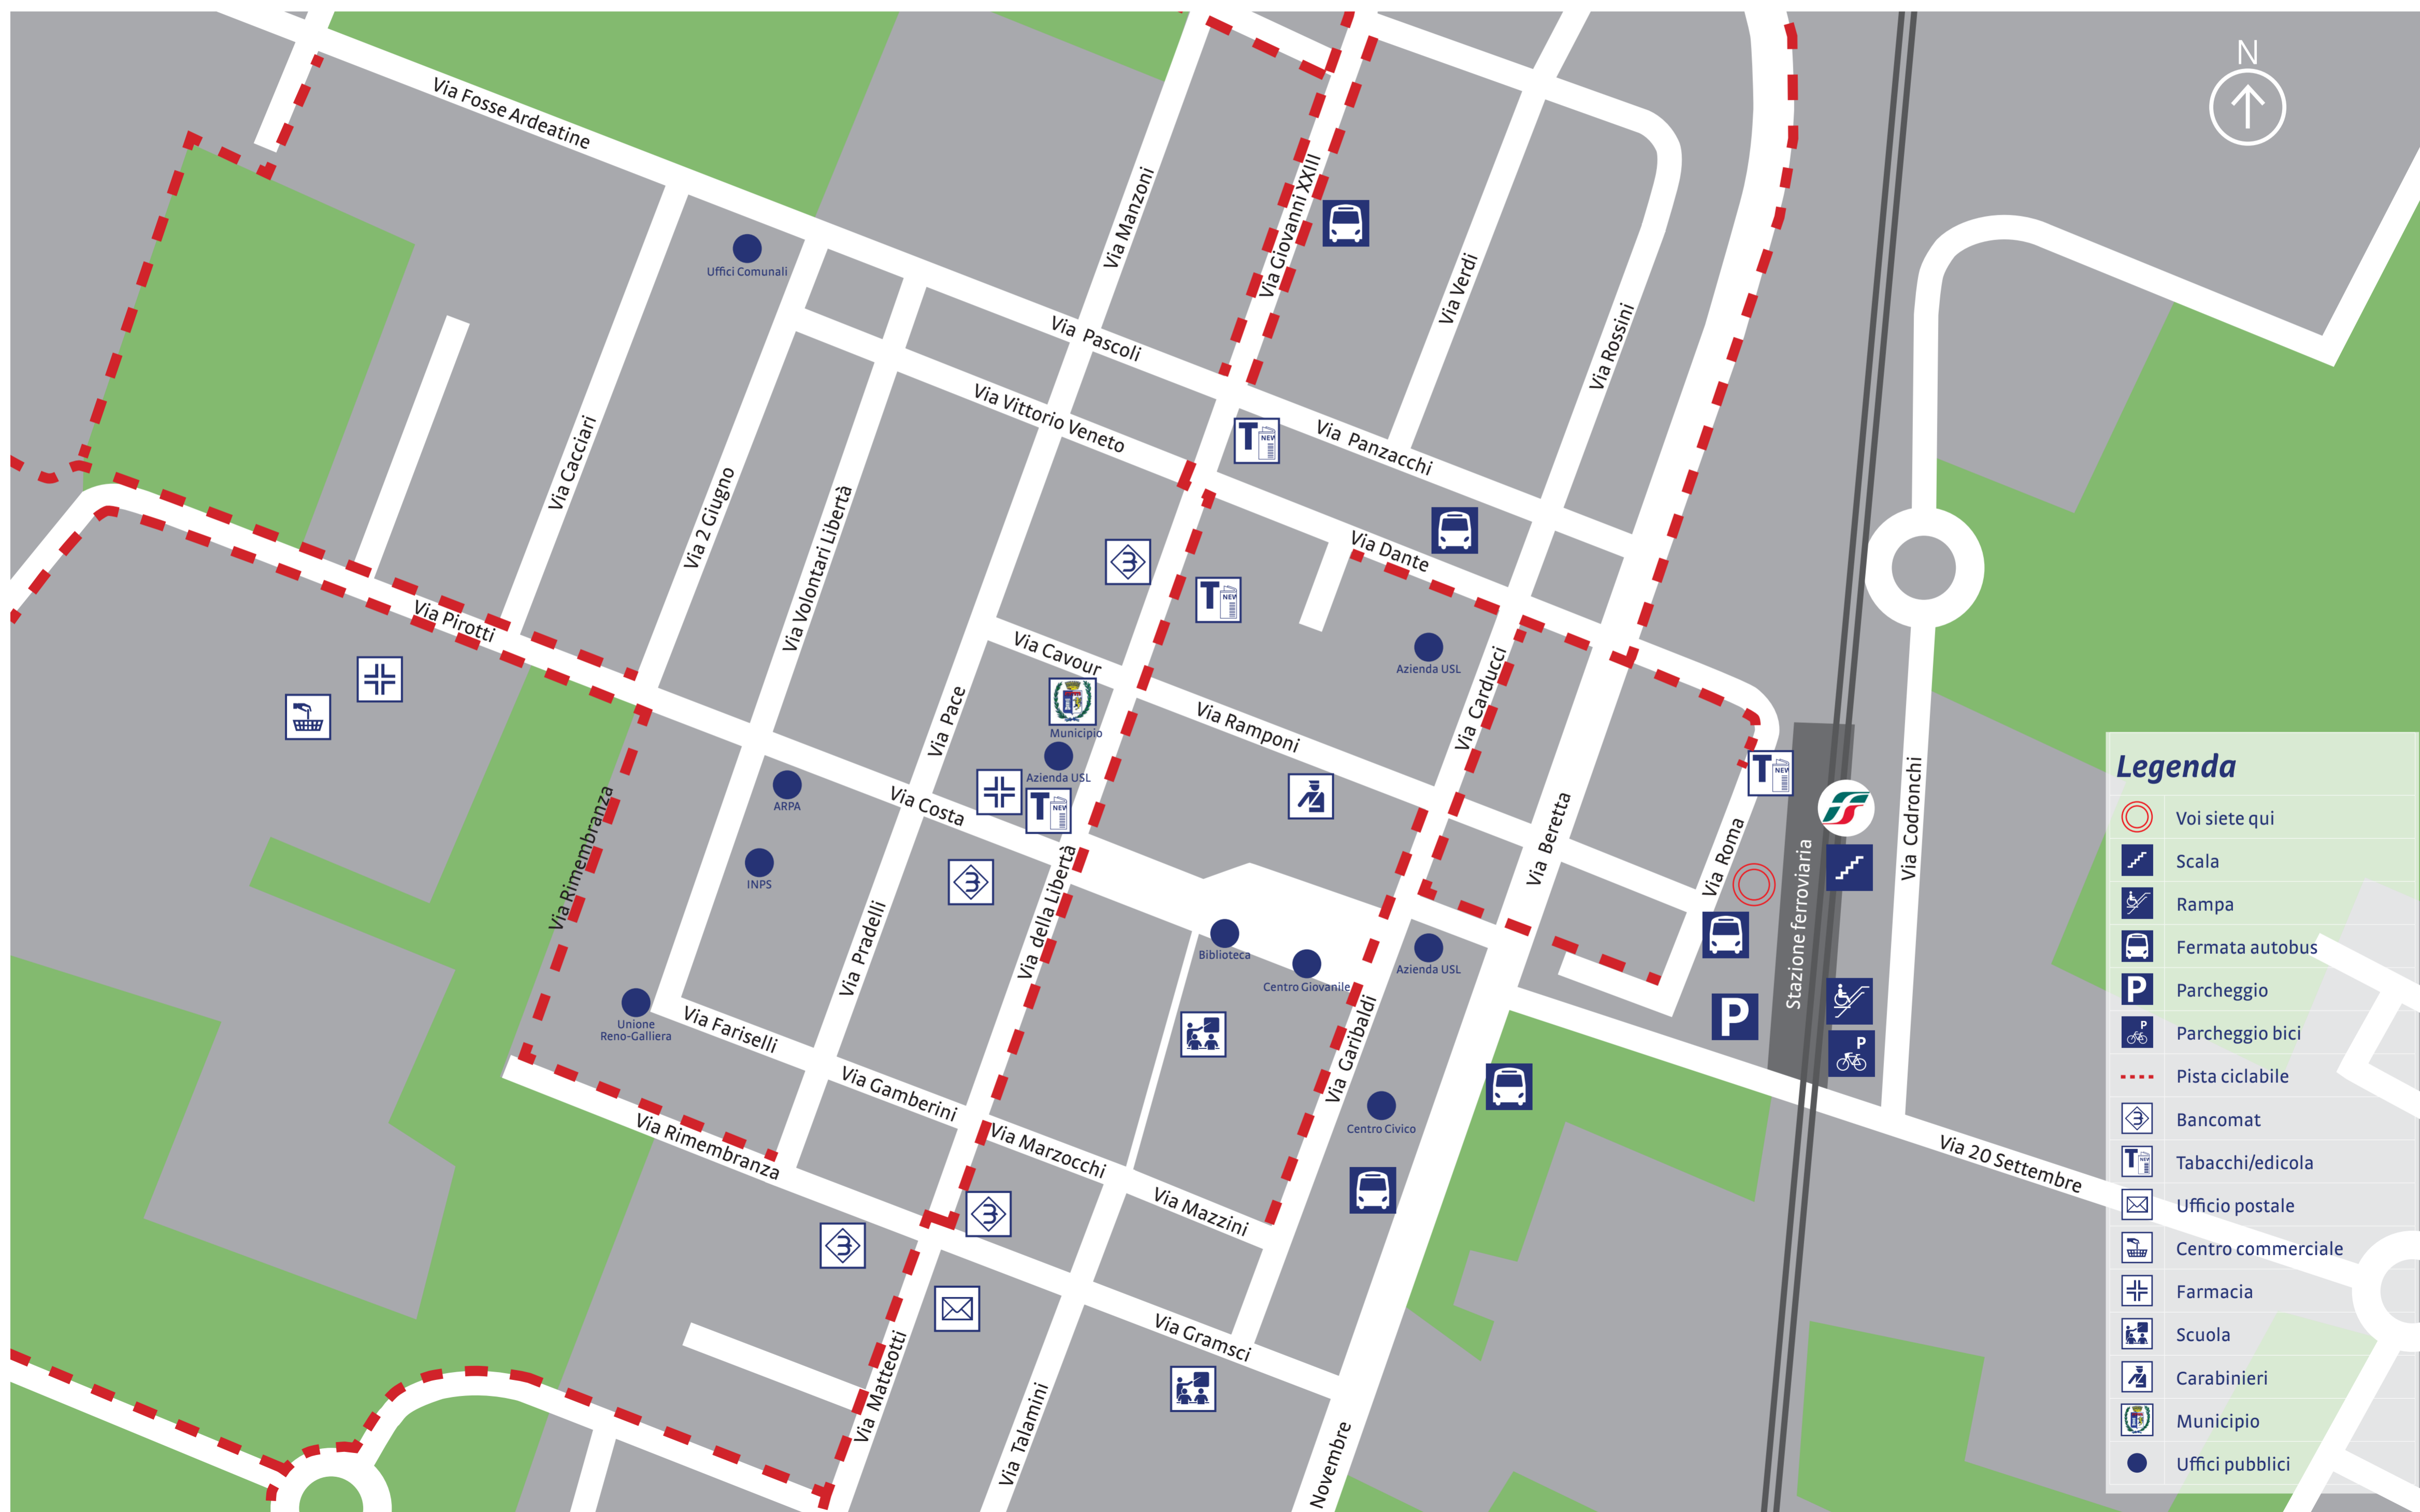 N
Via Fosse Ardeatine
Via Manzoni
Via Giovanni XXIII
Uffici Comunali
Via Verdi
Via Rossini
Via Pascoli
Via Vittorio Veneto
Via Panzacchi
T
NEW
Via Cacciari
Via 2 Giugno
Via Volontari Libertà
Via Dante
T
NEW
Via Pirotti
Via Cavour
Azienda USL
Via Carducci
Via Pace
Municipio
Via Ramponi
Azienda USL
T
NEW
T
NEW
ARPA
Via Costa
Via Rimembranza
INPS
Via della Libertà
Via Beretta
Via Roma
Stazione ferroviaria
Via Codronchi
Via Pradelli
Biblioteca
Centro Giovanile
Azienda USL
P
P
Unione
Reno-Galliera
Via Fariselli
Via Garibaldi
Via Gamberini
Via Marzocchi
Centro Civico
Via Rimembranza
Via Mazzini
Via 20 Settembre
Via Gramsci
Via Matteotti
Via Talamini
Novembre
Legenda
Voi siete qui
Scala
Rampa
Fermata autobus
P Parcheggio
P Parcheggio bici
Pista ciclabile
Bancomat
T NEW Tabacchi/edicola
Ufficio postale
Centro commerciale
Farmacia
Scuola
Carabinieri
Municipio
Uffici pubblici